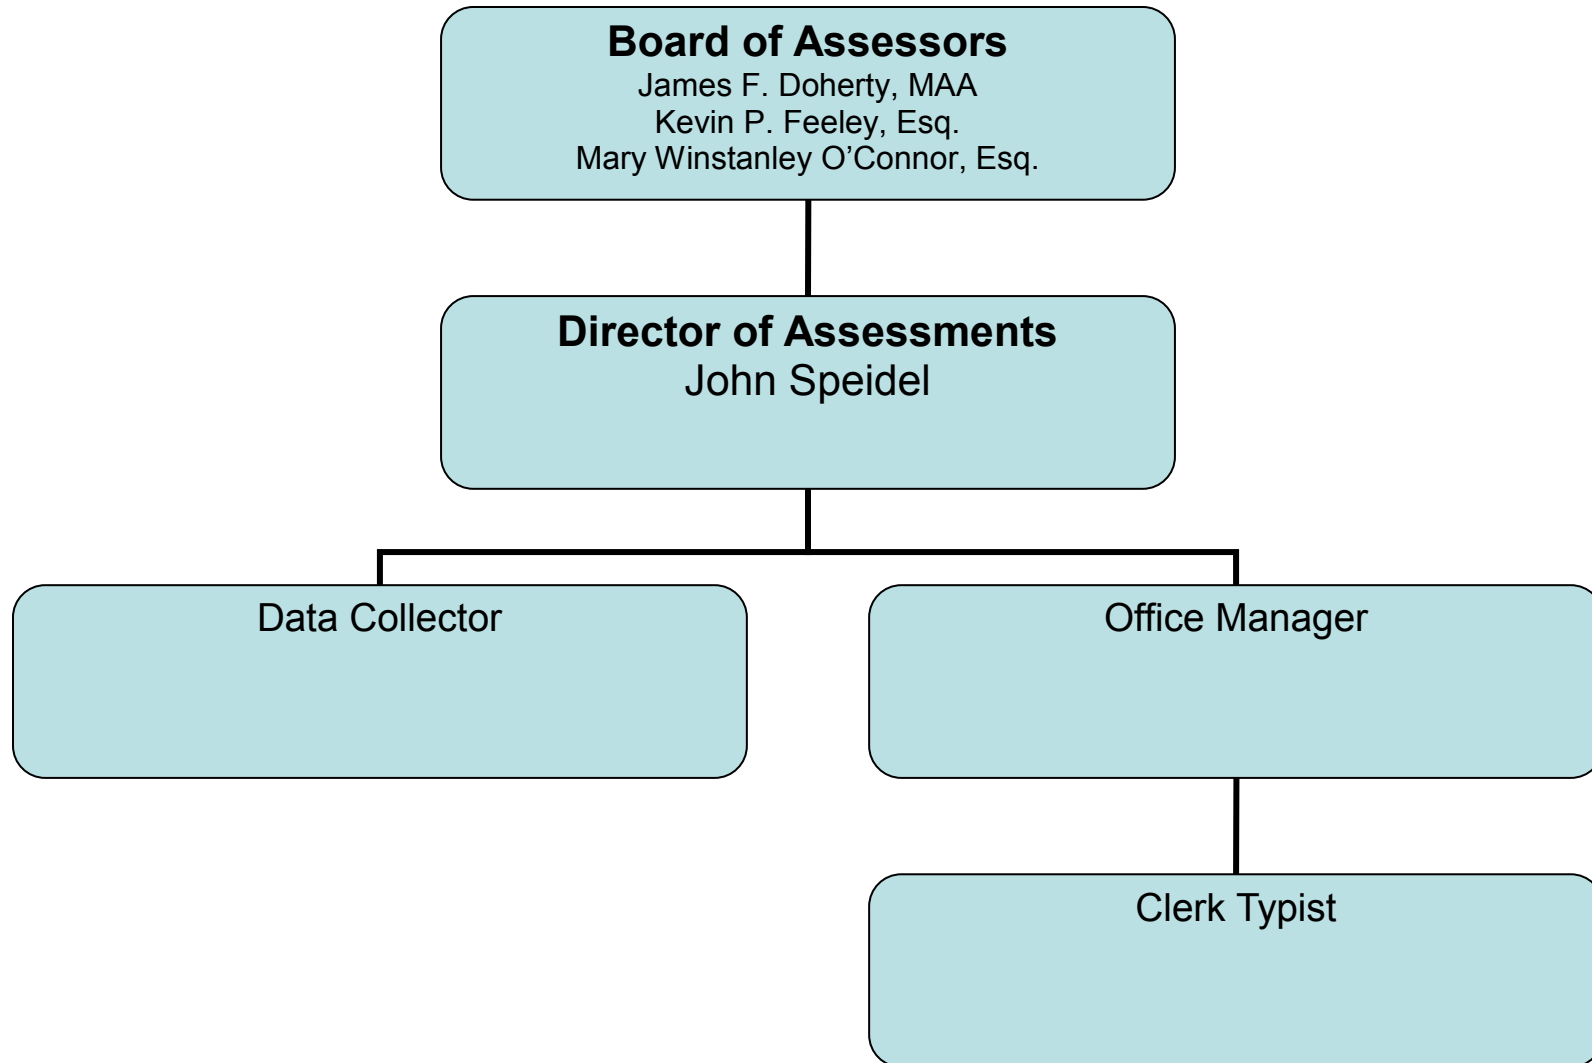 Board of Assessors
James F. Doherty, MAA
Kevin P. Feeley, Esq.
Mary Winstanley O’Connor, Esq.
Director of Assessments
John Speidel
Data Collector
Office Manager
Clerk Typist